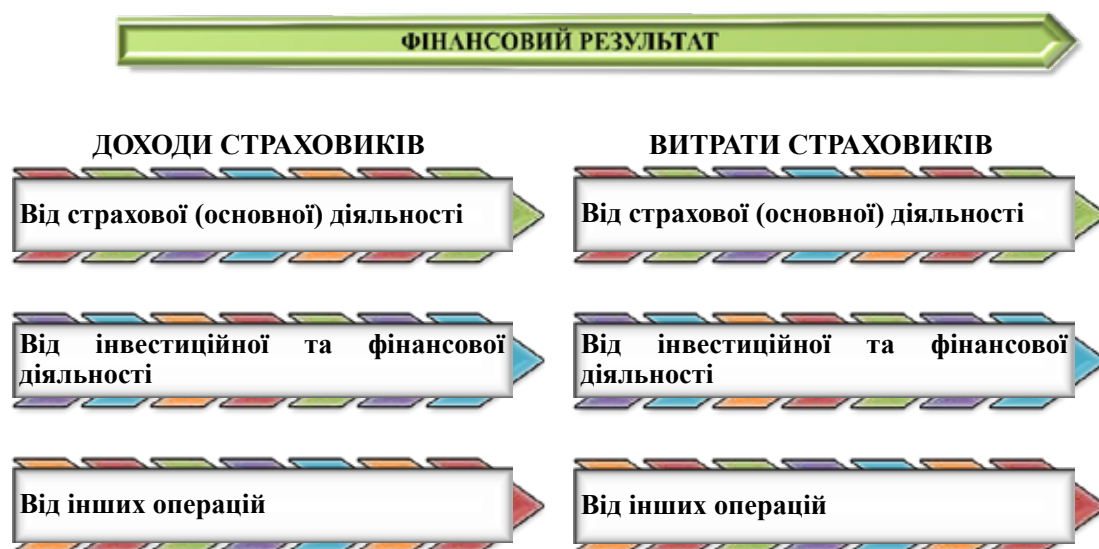 ФІНАНСОВИЙ РЕЗУЛЬТАТ
ДОХОДИ СТРАХОВИКІВ
Від страхової (основної) діяльності
Від інвестиційної та фінансової
діяльності
Від інших операцій
ВИТРАТИ СТРАХОВИКІВ
Від страхової (основної) діяльності
Від інвестиційної та фінансової
діяльності
Від інших операцій